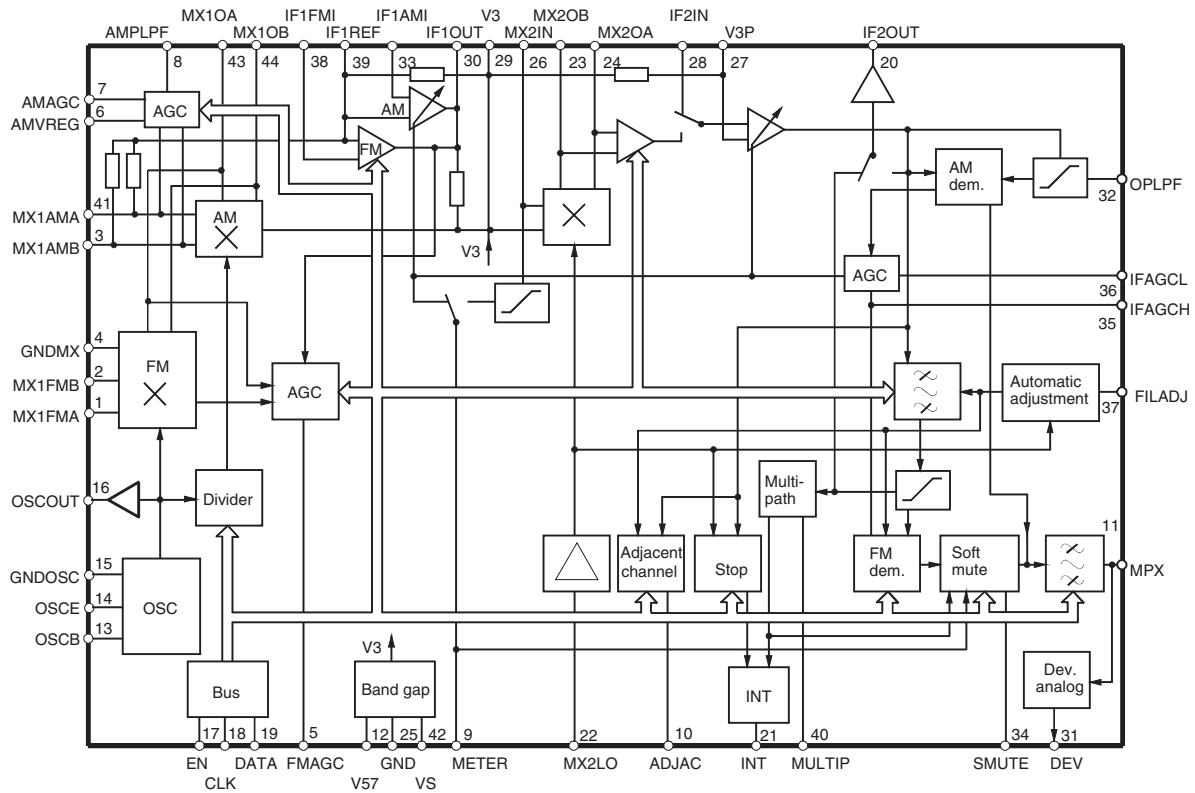 MX1OA IF1FMI IF1AMI V3 MX2OB IF2IN
AMPLPF MX1OB IF1REF IF1OUT MX2IN MX2OA V3P IF2OUT
8 43 44 38 39 33 30 29 26 23 24 28 27 20
7
AMAGC
6
AMVREG
AGC
AM
FM
AM
dem.
32
OPLPF
41
MX1AMA
3
MX1AMB
AM
V3
AGC
36
IFAGCL
35
IFAGCH
4
GNDMX
2
MX1FMB
1
MX1FMA
FM
AGC
Automatic
adjustment
37
FILADJ
16
OSCOUT
Divider
Multi-
path
15
GNDOSC
14
OSCE
13
OSCB
OSC
Adjacent
channel
Stop
FM
dem.
Soft
mute
11
MPX
V3
Bus
Band gap
INT
Dev.
analog
17 18 19 5 12 25 42 9 22 10 21 40 34 31
EN DATA FMAGC GND METER MX2LO ADJAC INT MULTIP SMUTE DEV
CLK V57 VS